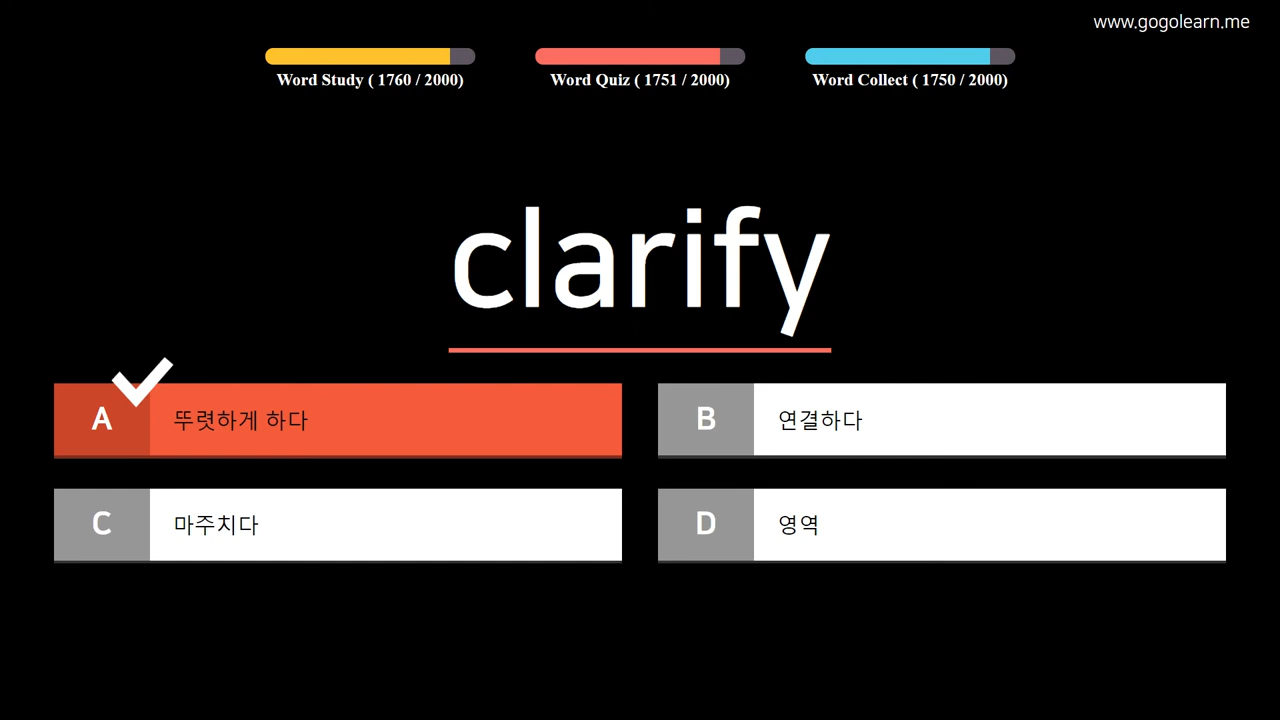 www.gogolearn.me
Word Study ( 1760 / 2000)
Word Quiz ( 1751 / 2000)
Word Collect ( 1750 / 2000)
clarify
A 뚜렷하게 하다
B 연결하다
C 마주치다
D 영역